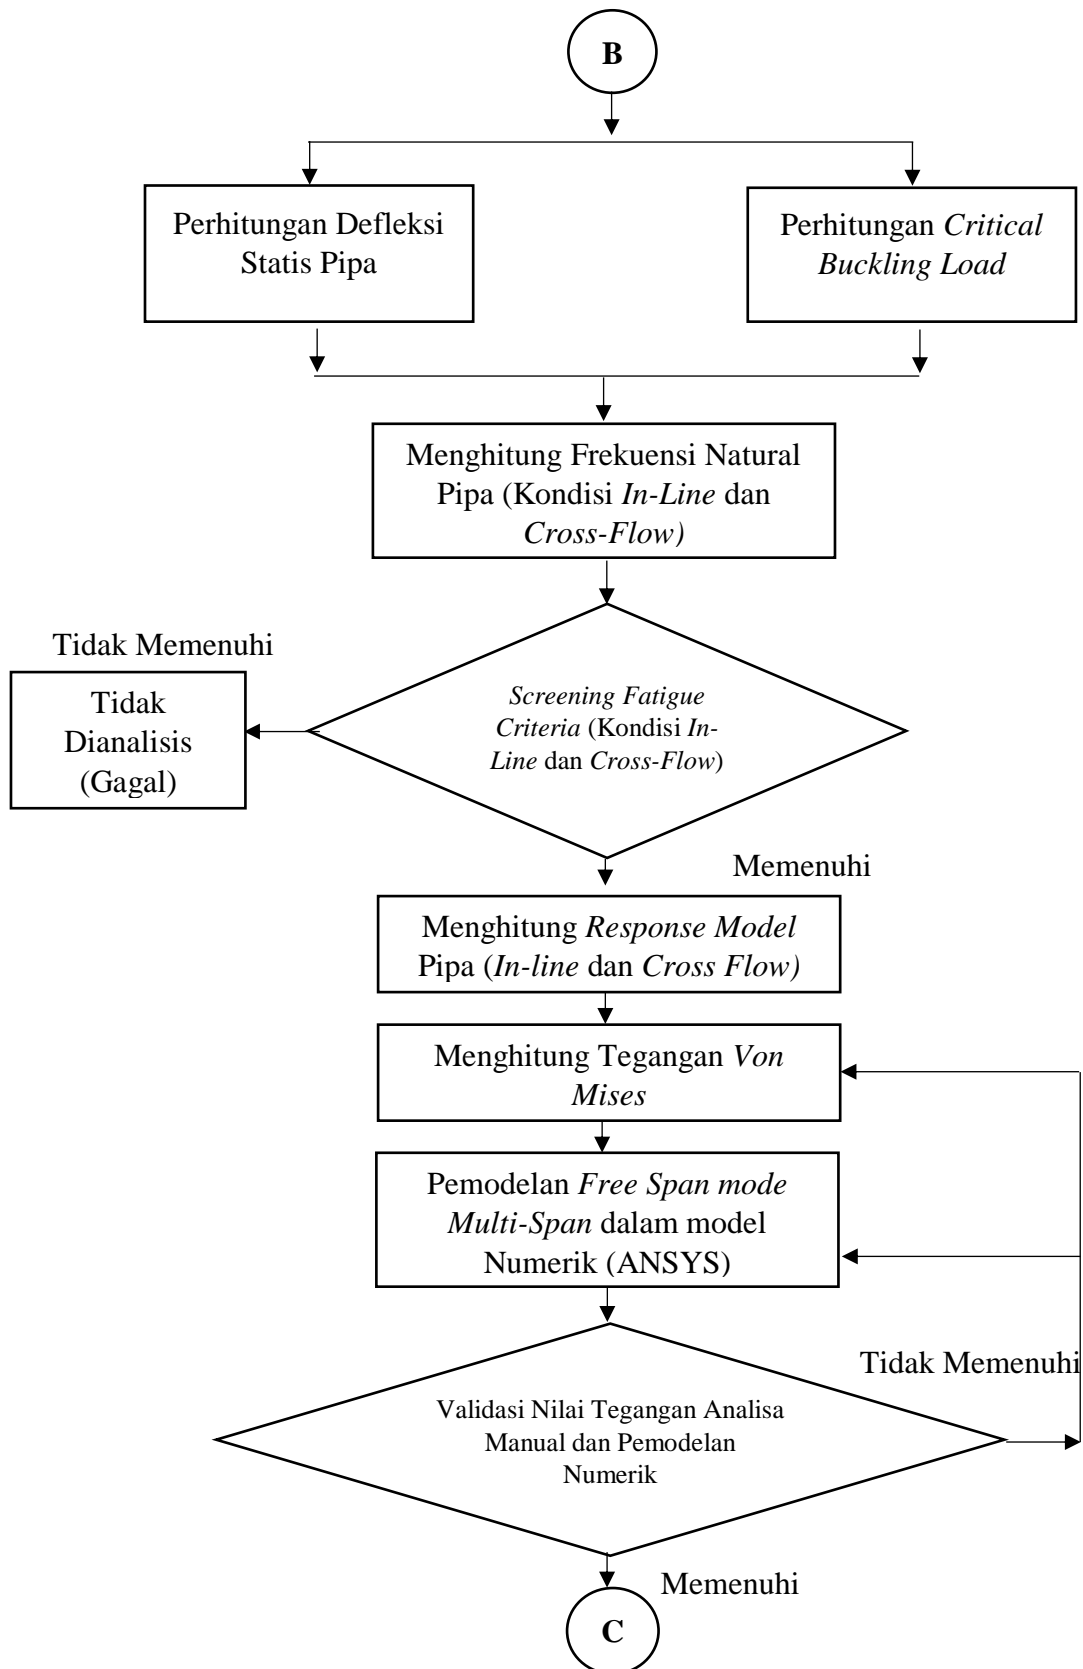 B
Perhitungan Defleksi
Statis Pipa
Perhitungan Critical
Buckling Load
Menghitung Frekuensi Natural
Pipa (Kondisi In-Line dan
Cross-Flow)
Tidak Memenuhi
Tidak
Dianalisis
(Gagal)
Screening Fatigue
Criteria (Kondisi In-
Line dan Cross-Flow)
Memenuhi
Menghitung Response Model
Pipa (In-line dan Cross Flow)
Menghitung Tegangan Von
Mises
Pemodelan Free Span mode
Multi-Span dalam model
Numerik (ANSYS)
Tidak Memenuhi
Validasi Nilai Tegangan Analisa
Manual dan Pemodelan
Numerik
Memenuhi
C